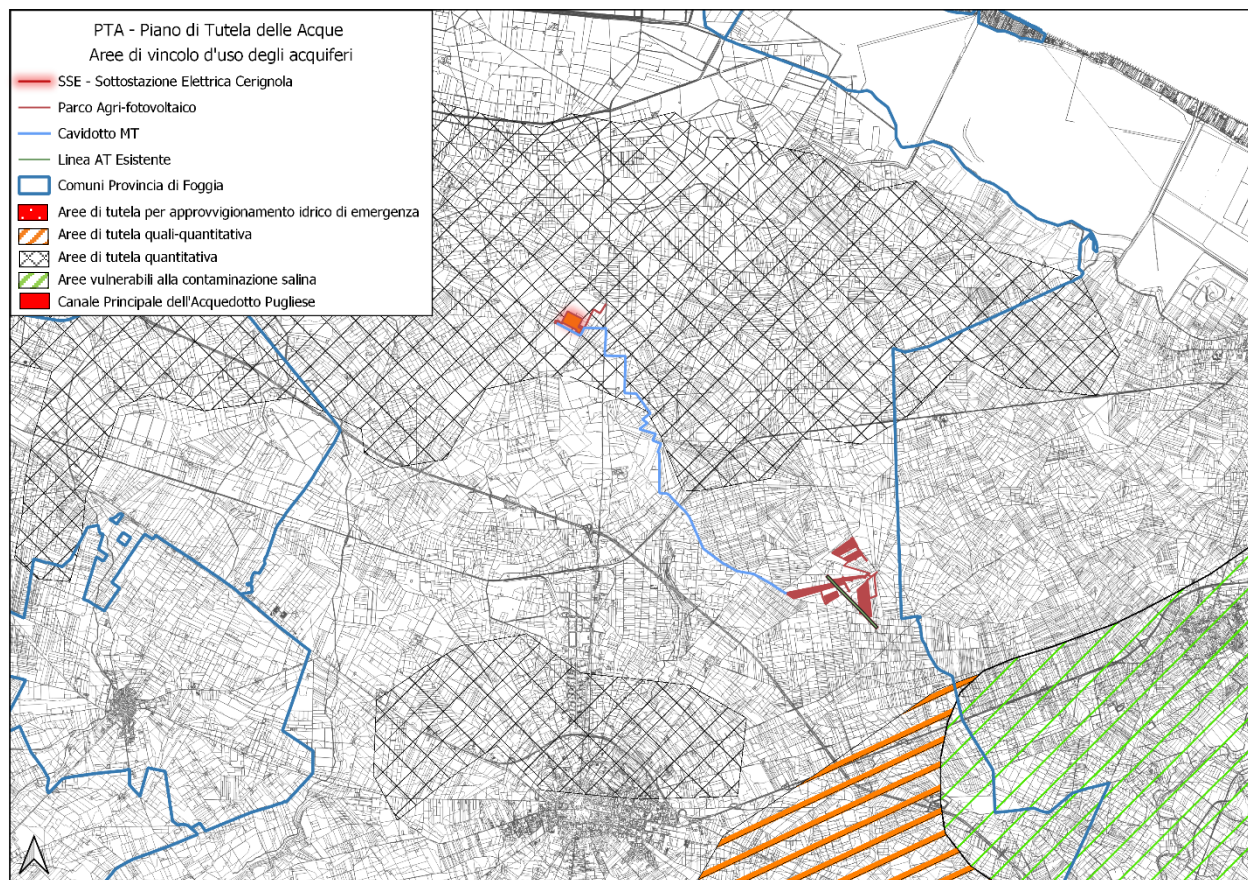 PTA - Piano di Tutela delle Acque
Aree di vincolo d'uso degli acquiferi
SSE - Sottostazione Elettrica Cerignola
Parco Agri-fotovoltaico
Cavidotto MT
Linea AT Esistente
Comuni Provincia di Foggia
Aree di tutela per approvvigionamento idrico di emergenza
Aree di tutela quali-quantitativa
Aree di tutela quantitativa
Aree vulnerabili alla contaminazione salina
Canale Principale dell'Acquedotto Pugliese